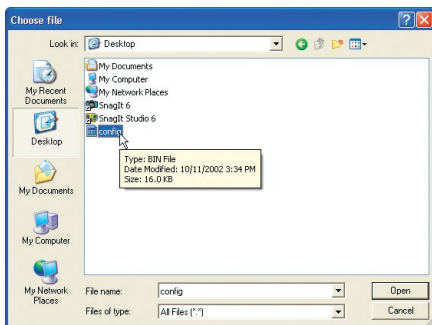 Choose file
Look in:
Desktop
My Recent
Documents
Desktop
My Documents
My Computer
My Network
Places
My Documents
My Computer
My Network Places
SnagIt 6
SnagIt Studio 6
config
Type: BIN File
Date Modified: 10/11/2002 3:34 PM
Size: 16.0 KB
File name:
config
Open
Files of type:
All Files (*.*)
Cancel